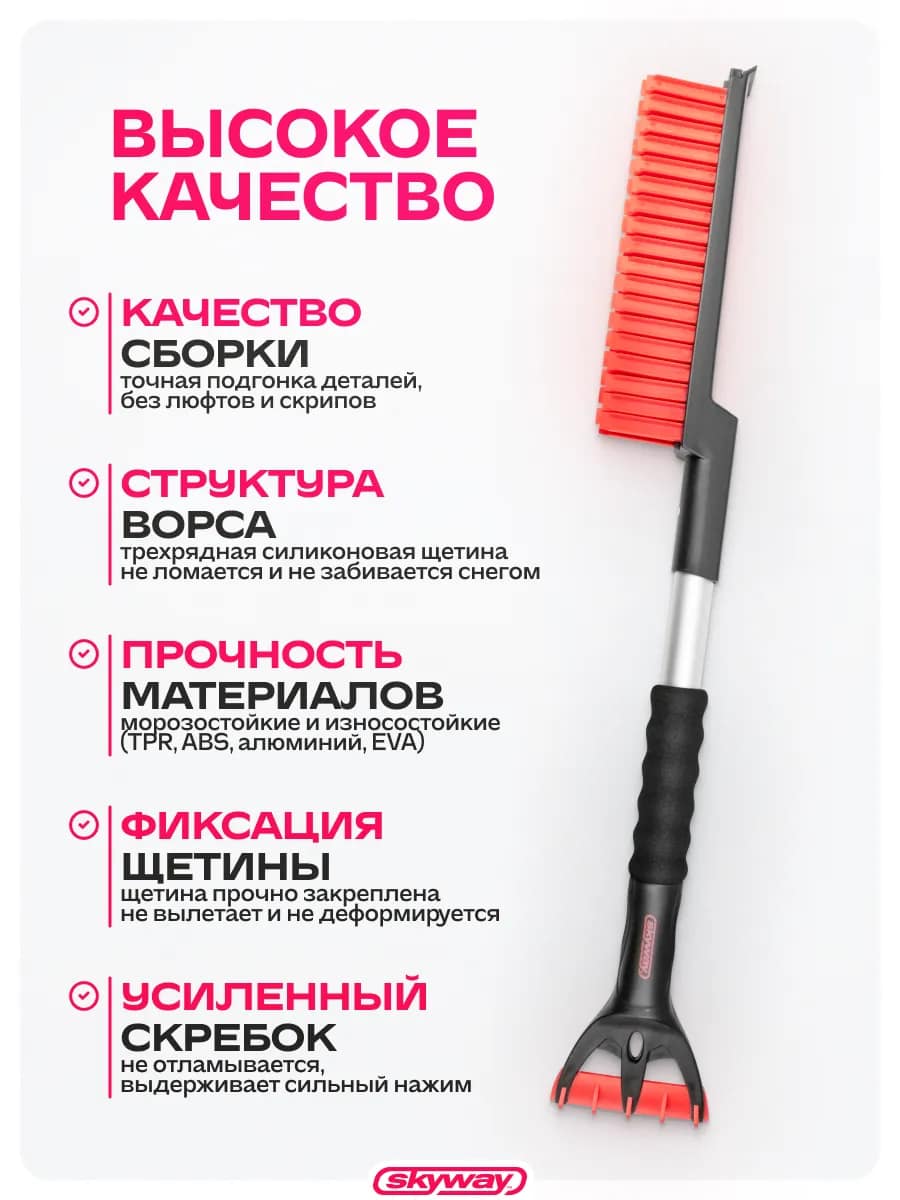 ВЫСОКОЕ
КАЧЕСТВО
КАЧЕСТВО
СБОРКИ
точная подгонка деталей,
без люфтов и скрипов
СТРУКТУРА
ВОРСА
трехрядная силиконовая щетина
не ломается и не забивается снегом
ПРОЧНОСТЬ
МАТЕРИАЛОВ
морозостойкие и износостойкие
(TPR, ABS, алюминий, EVA)
ФИКСАЦИЯ
ЩЕТИНЫ
щетина прочно закреплена
не вылетает и не деформируется
SKYWAY
УСИЛЕННЫЙ
СКРЕБОК
не отламывается,
выдерживает сильный нажим
skyway